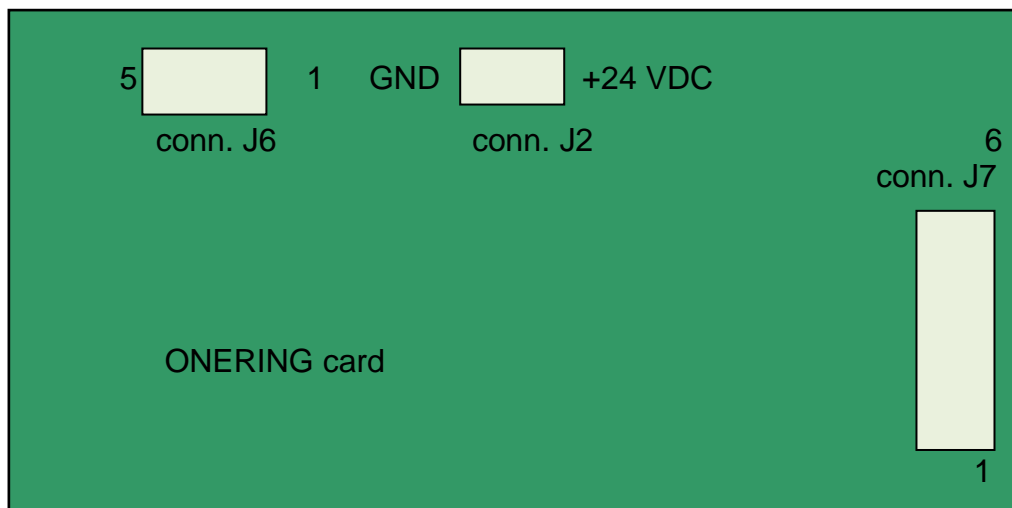 5 1 GND +24 VDC
conn. J6 conn. J2
6
conn. J7
ONERING card
1